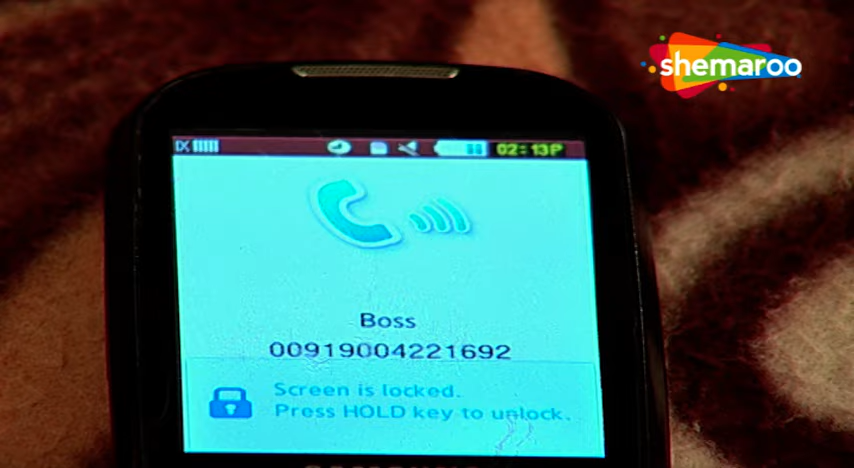 shemaroo
02:13P
Boss
00919004221692
Screen is locked.
Press HOLD key to unlock.